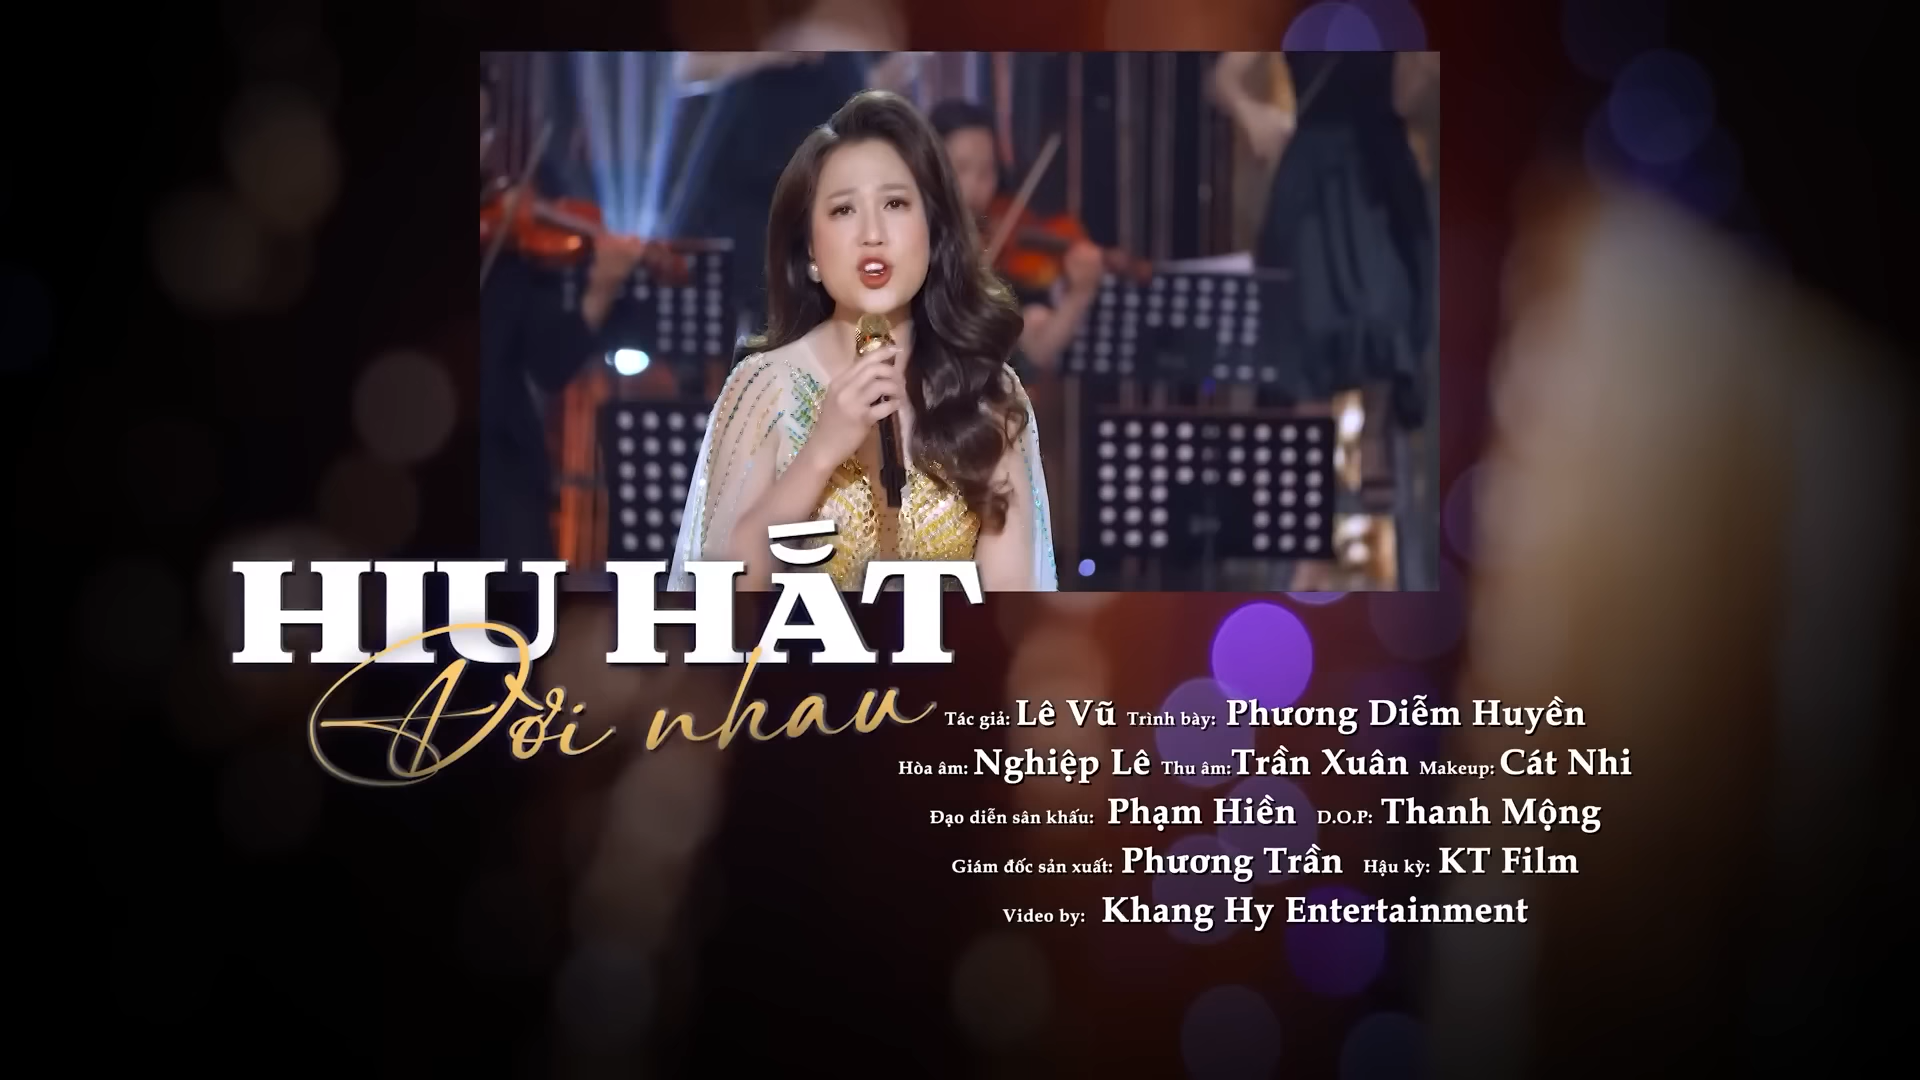 HIU HẮT
Đời nhau
Tác giả: Lê Vũ Trình bày: Phương Diễm Huyền
Hòa âm: Nghiệp Lê Thu âm:Trần Xuân Makeup: Cát Nhi
Đạo diễn sân khấu: Phạm Hiền D.O.P: Thanh Mộng
Giám đốc sản xuất: Phương Trần Hậu kỳ: KT Film
Video by: Khang Hy Entertainment